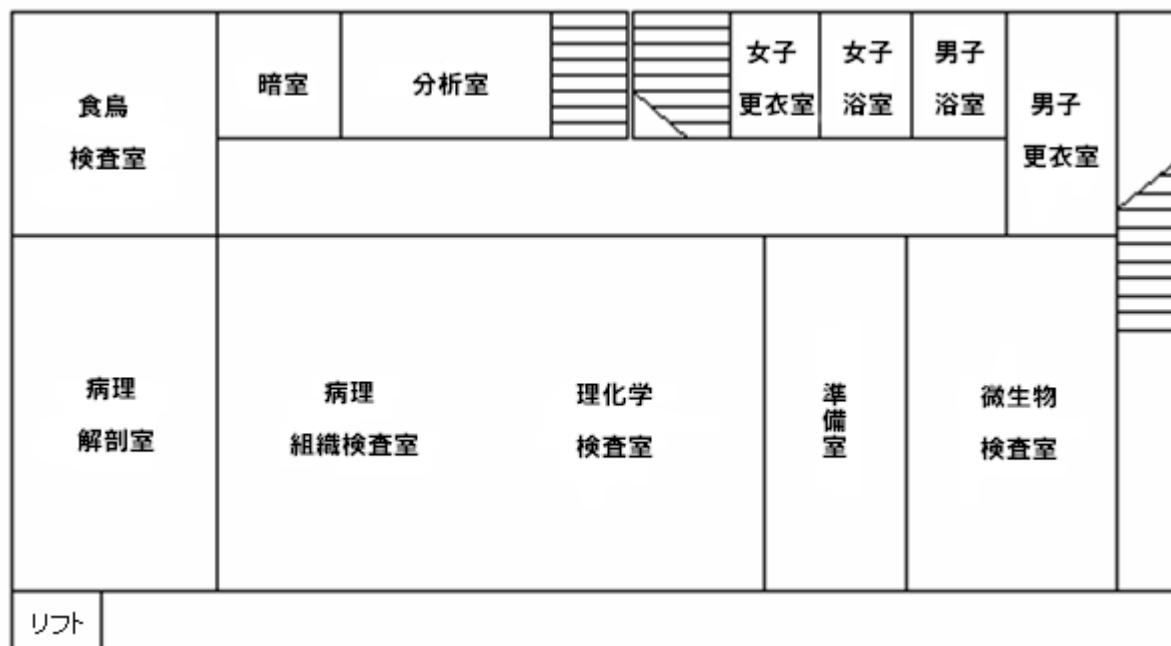 食鳥
検査室
暗室
分析室
女子
更衣室
女子
浴室
男子
浴室
男子
更衣室
病理
解剖室
病理
組織検査室
理化学
検査室
準備室
微生物
検査室
リフト